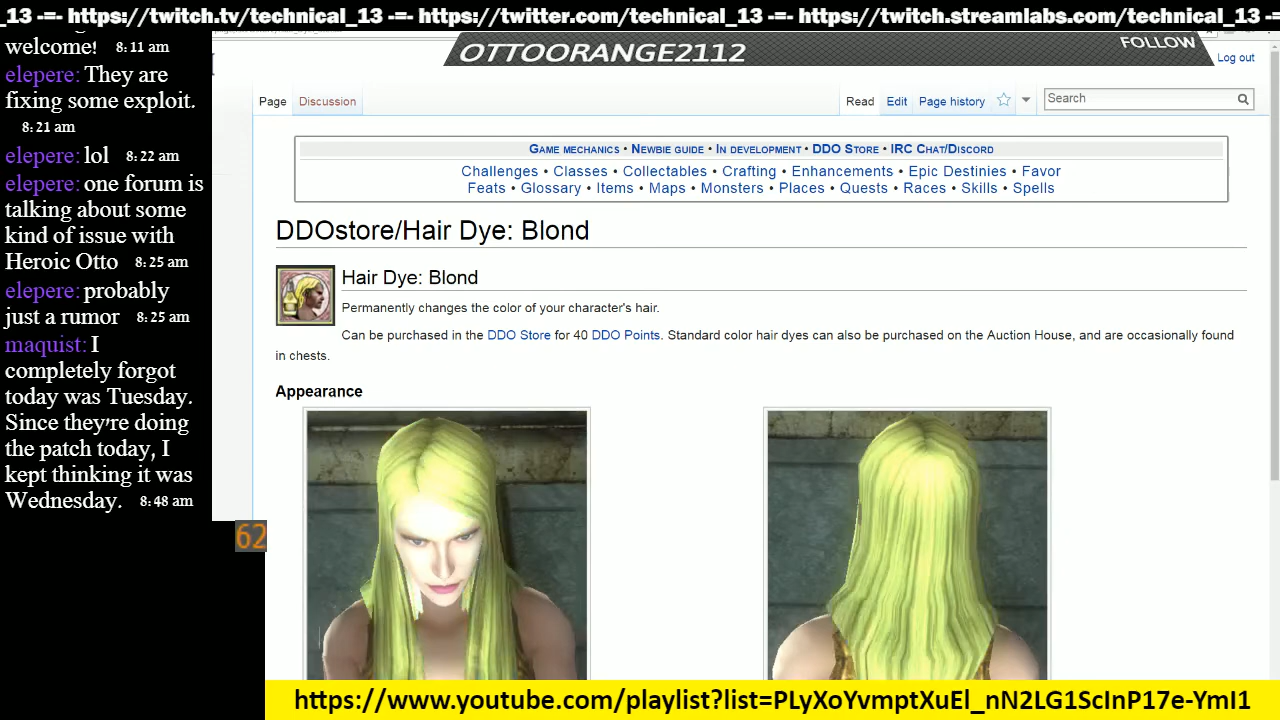 _13 -=- https://twitch.tv/technical_13 -=- https://twitter.com/technical_13 -=- https://twitch.streamlabs.com/technical_13 -=
welcome! 8:11 am
elepere: They are
fixing some exploit.
8:21 am
elepere: lol 8:22 am
elepere: one forum is
talking about some
kind of issue with
Heroic Otto 8:25 am
elepere: probably
just a rumor 8:25 am
maquist: I
completely forgot
today was Tuesday.
Since they're doing
the patch today, I
kept thinking it was
Wednesday. 8:48 am
62
OTTOORANGE2112
FOLLOW
Log out
Page Discussion
Read Edit Page history Search
Game mechanics • Newbie guide • In development • DDO Store • IRC Chat/Discord
Challenges • Classes • Collectables • Crafting • Enhancements • Epic Destinies • Favor
Feats • Glossary • Items • Maps • Monsters • Places • Quests • Races • Skills • Spells
DDOstore/Hair Dye: Blond
Hair Dye: Blond
Permanently changes the color of your character's hair.
Can be purchased in the DDO Store for 40 DDO Points. Standard color hair dyes can also be purchased on the Auction House, and are occasionally found
in chests.
Appearance
https://www.youtube.com/playlist?list=PLyXoYvmptXuEl_nN2LG1ScInP17e-YmI1